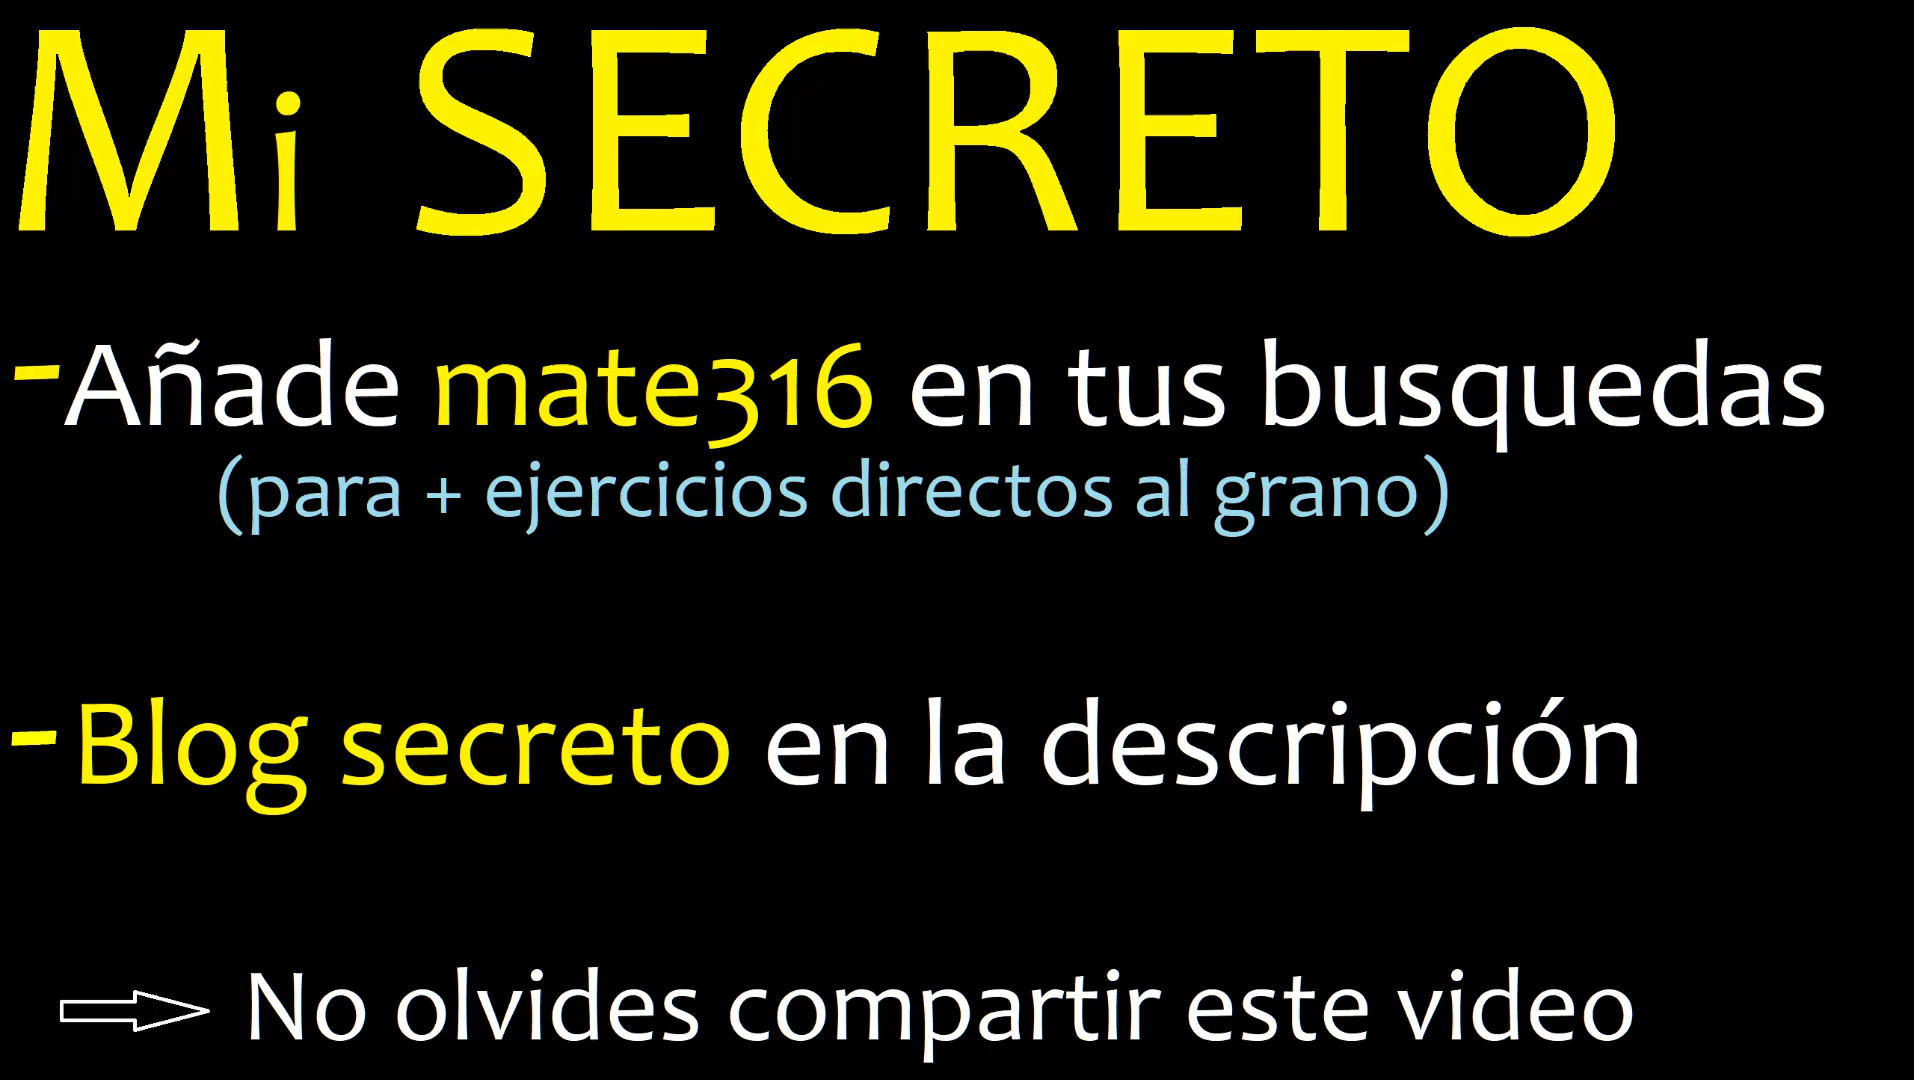 Mi SECRETO
-Añade mate316 en tus busquedas
(para + ejercicios directos al grano)
-Blog secreto en la descripción
No olvides compartir este video